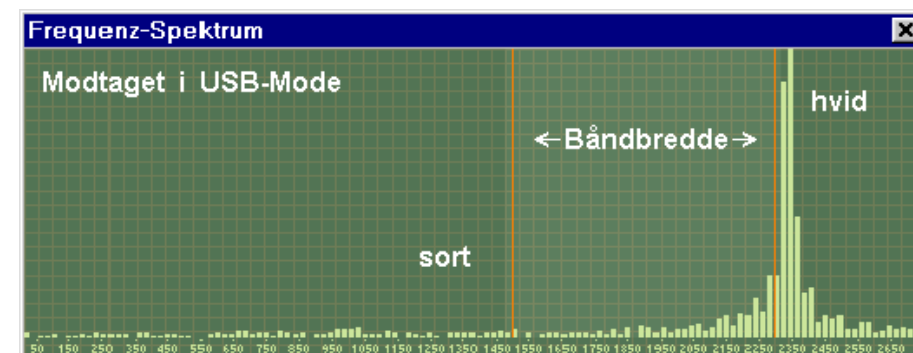 Frequenz-Spektrum
Modtaget i USB-Mode
hvid
←Båndbredde→
sort
50 150 250 350 450 550 650 750 850 950 1050 1150 1250 1350 1450 1550 1650 1750 1850 1950 2050 2150 2250 2350 2450 2550 2650